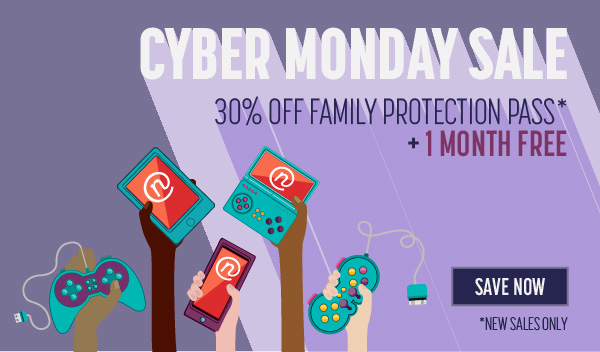 CYBER MONDAY SALE
30% OFF FAMILY PROTECTION PASS*
+ 1 MONTH FREE
n
n
n
SAVE NOW
*NEW SALES ONLY